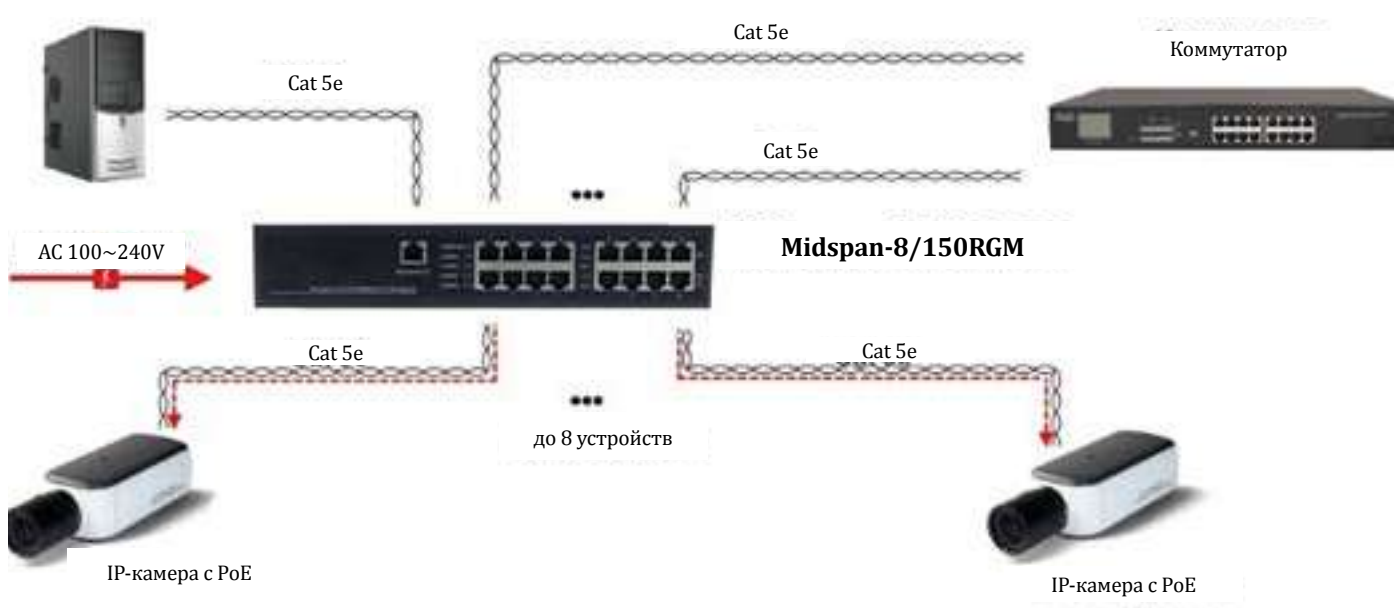 Cat 5e
Коммутатор
Cat 5e
Cat 5e
AC 100~240V
Midspan-8/150RGM
Cat 5e
Cat 5e
до 8 устройств
IP-камера с PoE
IP-камера с PoE